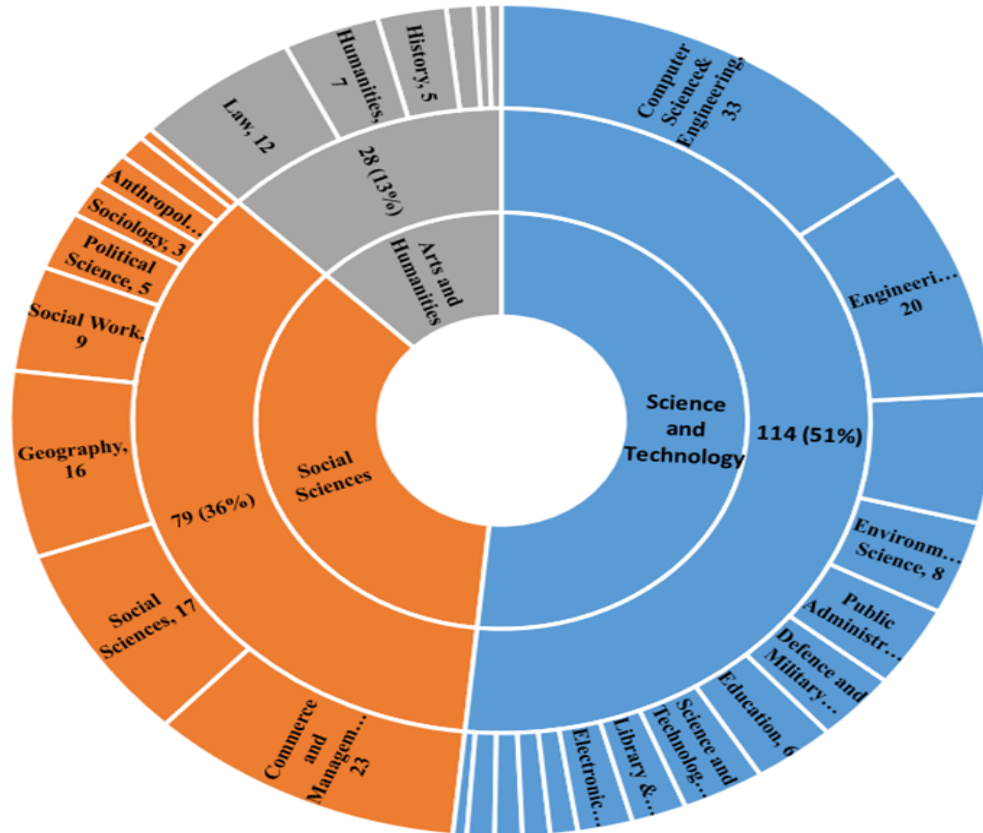 Computer
Science&
Engineering,
33
Engineeri…
20
Environm…
Science, 8
Public
Administr…
Defence and
Military
…
Education, 6
Science and
Technolog…
Library &…
Electronic
…
Science
and
Technology
114 (51%)
Commerce
and
Managem…
23
Social
Sciences, 17
Geography,
16
Social Work,
9
Political
Science, 5
Sociology, 3
Anthropol…
79 (36%)
Social
Sciences
Law, 12
Humanities,
7
History, 5
28 (13%)
Arts and
Humanities